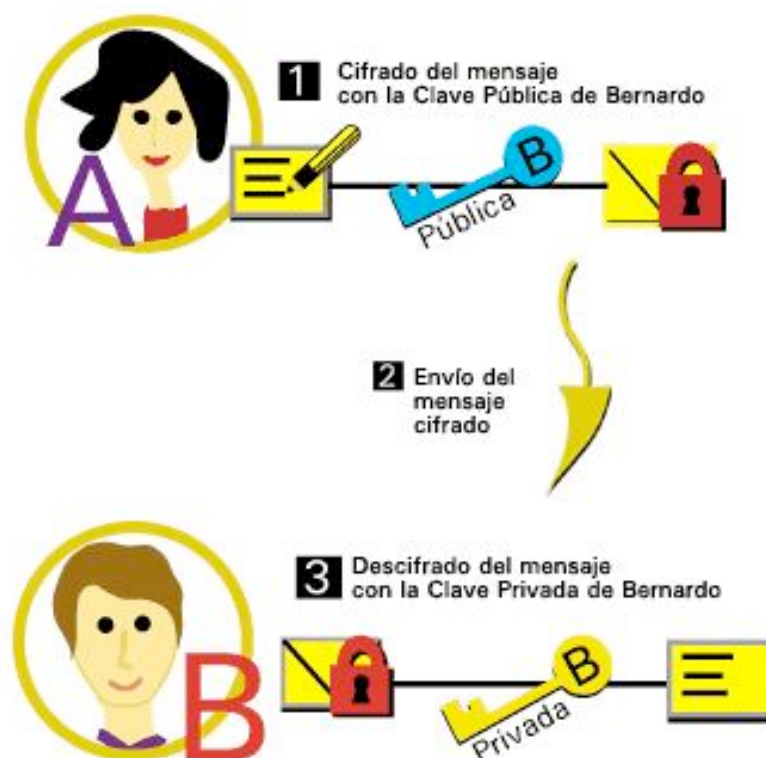 1 Cifrado del mensaje
con la Clave Pública de Bernardo
A
B
Pública
2 Envío del
mensaje
cifrado
3 Descifrado del mensaje
con la Clave Privada de Bernardo
B
B
Privada